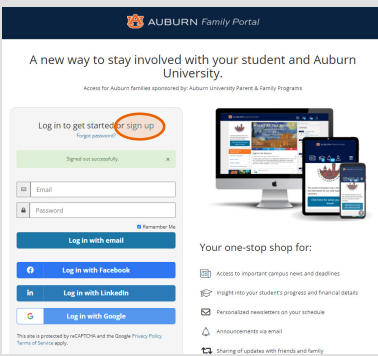 AUBURN Family Portal
A new way to stay involved with your student and Auburn
University.
Access for Auburn families sponsored by: Auburn University Parent & Family Programs
Log in to get started or sign up
Forgot password?
Signed out successfully. ×
Email
Password
Remember Me
Log in with email
Log in with Facebook
in Log in with LinkedIn
G Log in with Google
This site is protected by reCAPTCHA and the Google Privacy Policy
Terms of Service apply.
Your one-stop shop for:
Access to important campus news and deadlines
Insight into your student's progress and financial details
Personalized newsletters on your schedule
Announcements via email
Sharing of updates with friends and family